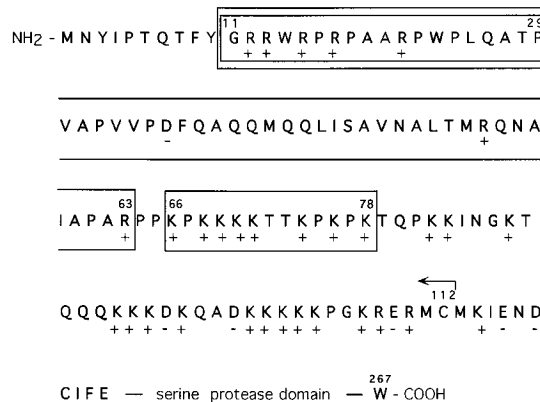 11 29
NH2 - M N Y I P T Q T F Y G R R W R P R P A A R P W P L Q A T P
+ + + + +
V A P V V P D F Q A Q Q M Q Q L I S A V N A L T M R Q N A
- +
63 66 78
I A P A R P P K P K K K K T T K P K P K T Q P K K I N G K T
+ + + + + + + + + + + +
112
Q Q Q K K K D K Q A D K K K K K P G K R E R M C M K I E N D
+ + + - + - + + + + + + + - + + - -
267
C I F E — serine protease domain — W - COOH